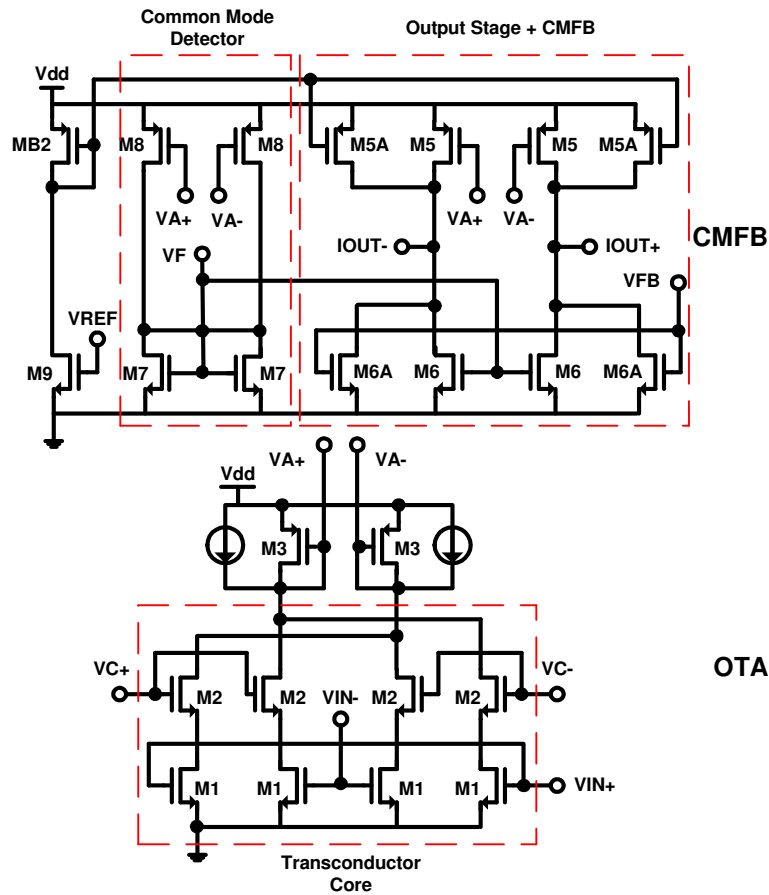 Common Mode
Detector
Output Stage + CMFB
Vdd
MB2 M8 M8 M5A M5 M5 M5A
VA+ VA- VA+ VA-
VF IOUT- IOUT+ CMFB
VFB
VREF
M9 M7 M7 M6A M6 M6 M6A
VA+ VA-
Vdd
M3 M3
VC+ VC- OTA
M2 M2 VIN- M2 M2
M1 M1 M1 M1 VIN+
Transconductor
Core